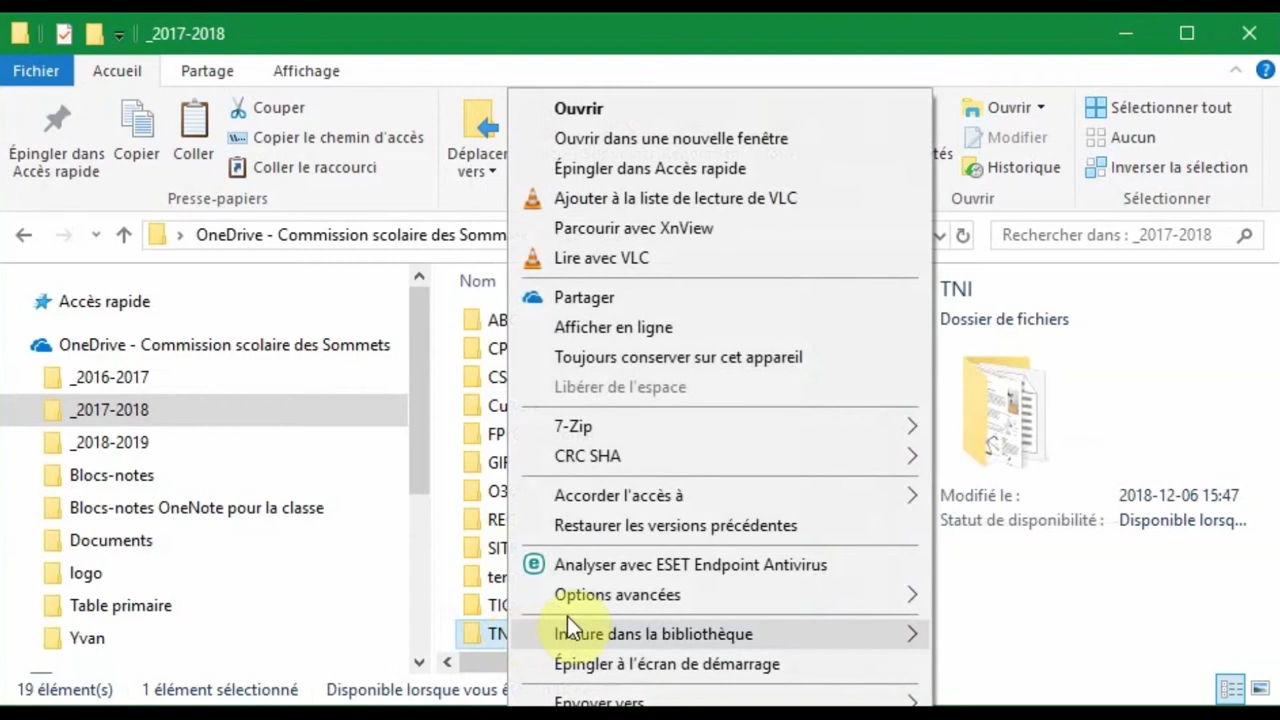 _2017-2018
Fichier Accueil Partage Affichage
Épingler dans
Accès rapide
Copier
Coller
Couper
Copier le chemin d'accès
Coller le raccourci
Presse-papiers
Déplacer
vers
Ouvrir
Modifier
Historique
Ouvrir
Sélectionner tout
Aucun
Inverser la sélection
Sélectionner
OneDrive - Commission scolaire des Somm
Rechercher dans : _2017-2018
Accès rapide
OneDrive - Commission scolaire des Sommets
_2016-2017
_2017-2018
_2018-2019
Blocs-notes
Blocs-notes OneNote pour la classe
Documents
logo
Table primaire
Yvan
Nom
CP
CS
Cu
FP
GIF
O3
RE
SIT
ter
TIC
TN
Ouvrir
Ouvrir dans une nouvelle fenêtre
Épingler dans Accès rapide
Ajouter à la liste de lecture de VLC
Parcourir avec XnView
Lire avec VLC
Partager
Afficher en ligne
Toujours conserver sur cet appareil
Libérer de l'espace
7-Zip
CRC SHA
Accorder l'accès à
Restaurer les versions précédentes
Analyser avec ESET Endpoint Antivirus
Options avancées
Inclure dans la bibliothèque
Épingler à l'écran de démarrage
Envoyer vers
TNI
Dossier de fichiers
Modifié le : 2018-12-06 15:47
Statut de disponibilité : Disponible lorsq...
19 élément(s) 1 élément sélectionné Disponible lorsque vous